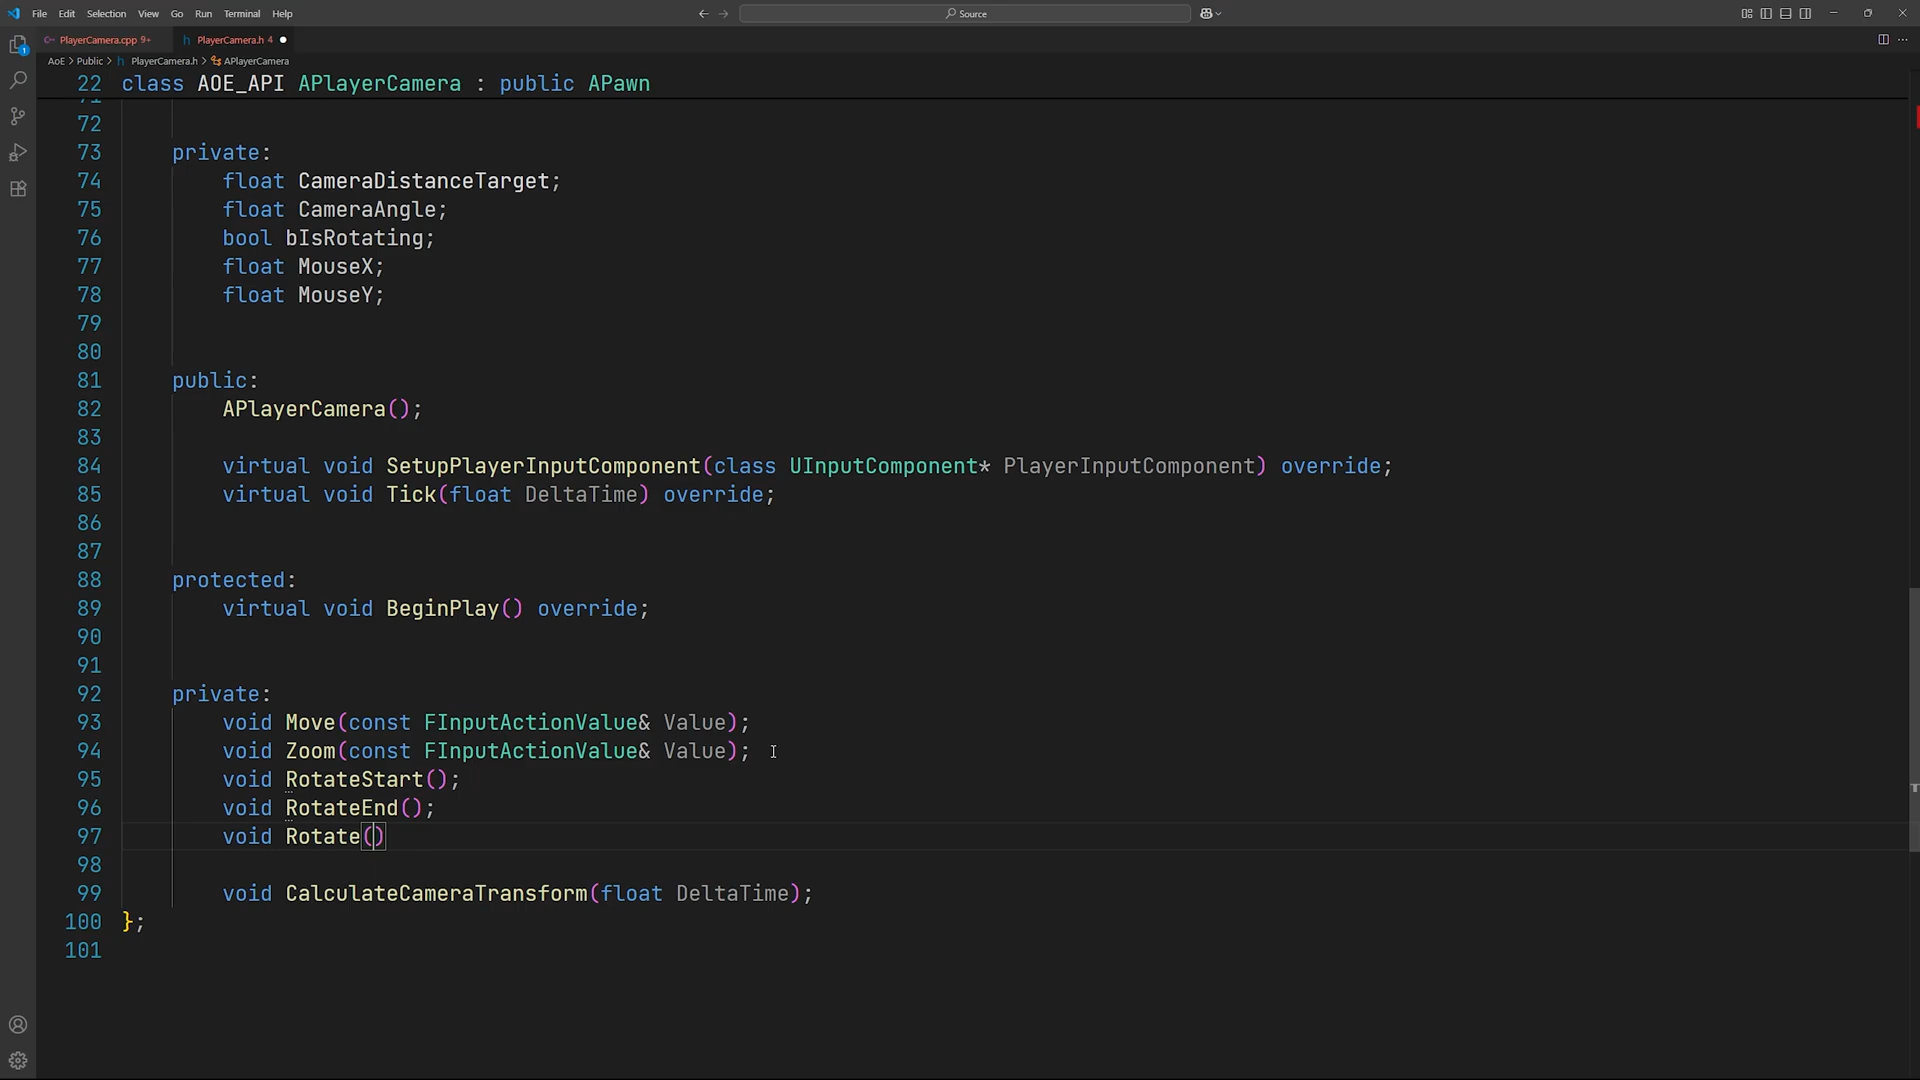 File Edit Selection View Go Run Terminal Help
Source
PlayerCamera.cpp 9+
PlayerCamera.h 4
AoE > Public > PlayerCamera.h > APlayerCamera
22 class AOE_API APlayerCamera : public APawn
71
72
73 private:
74 float CameraDistanceTarget;
75 float CameraAngle;
76 bool bIsRotating;
77 float MouseX;
78 float MouseY;
79
80
81 public:
82 APlayerCamera();
83
84 virtual void SetupPlayerInputComponent(class UInputComponent* PlayerInputComponent) override;
85 virtual void Tick(float DeltaTime) override;
86
87
88 protected:
89 virtual void BeginPlay() override;
90
91
92 private:
93 void Move(const FInputActionValue& Value);
94 void Zoom(const FInputActionValue& Value);
95 void RotateStart();
96 void RotateEnd();
97 void Rotate()
98
99 void CalculateCameraTransform(float DeltaTime);
100 };
101